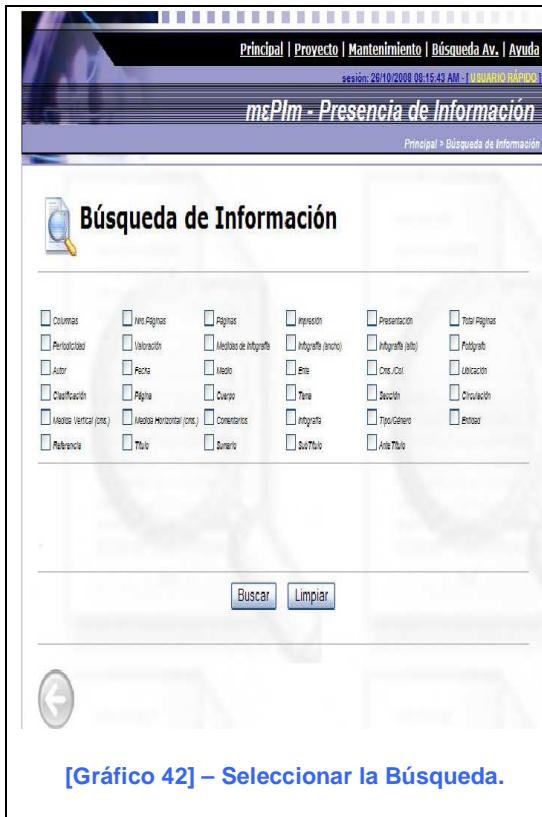 Principal | Proyecto | Mantenimiento | Búsqueda Av. | Ayuda
sesión: 26/10/2008 08:15:43 AM - [ USUARIO RÁPIDO ]
mεPIm - Presencia de Información
Principal > Búsqueda de Información
Búsqueda de Información
Columnas Nro.Páginas Páginas Impresión Presentación Total Páginas
Periodicidad Valoración Medidas de Infografía Infografía (ancho) Infografía (alto) Fotógrafo
Autor Fecha Medio Ente Cms./Col. Ubicación
Clasificación Página Cuerpo Tema Sección Circulación
Medida Vertical (cms.) Medida Horizontal (cms.) Comentarios Infografía Tipo/Género Entidad
Referencia Título Sumario SubTítulo AnteTítulo
Buscar Limpiar
[Gráfico 42] – Seleccionar la Búsqueda.